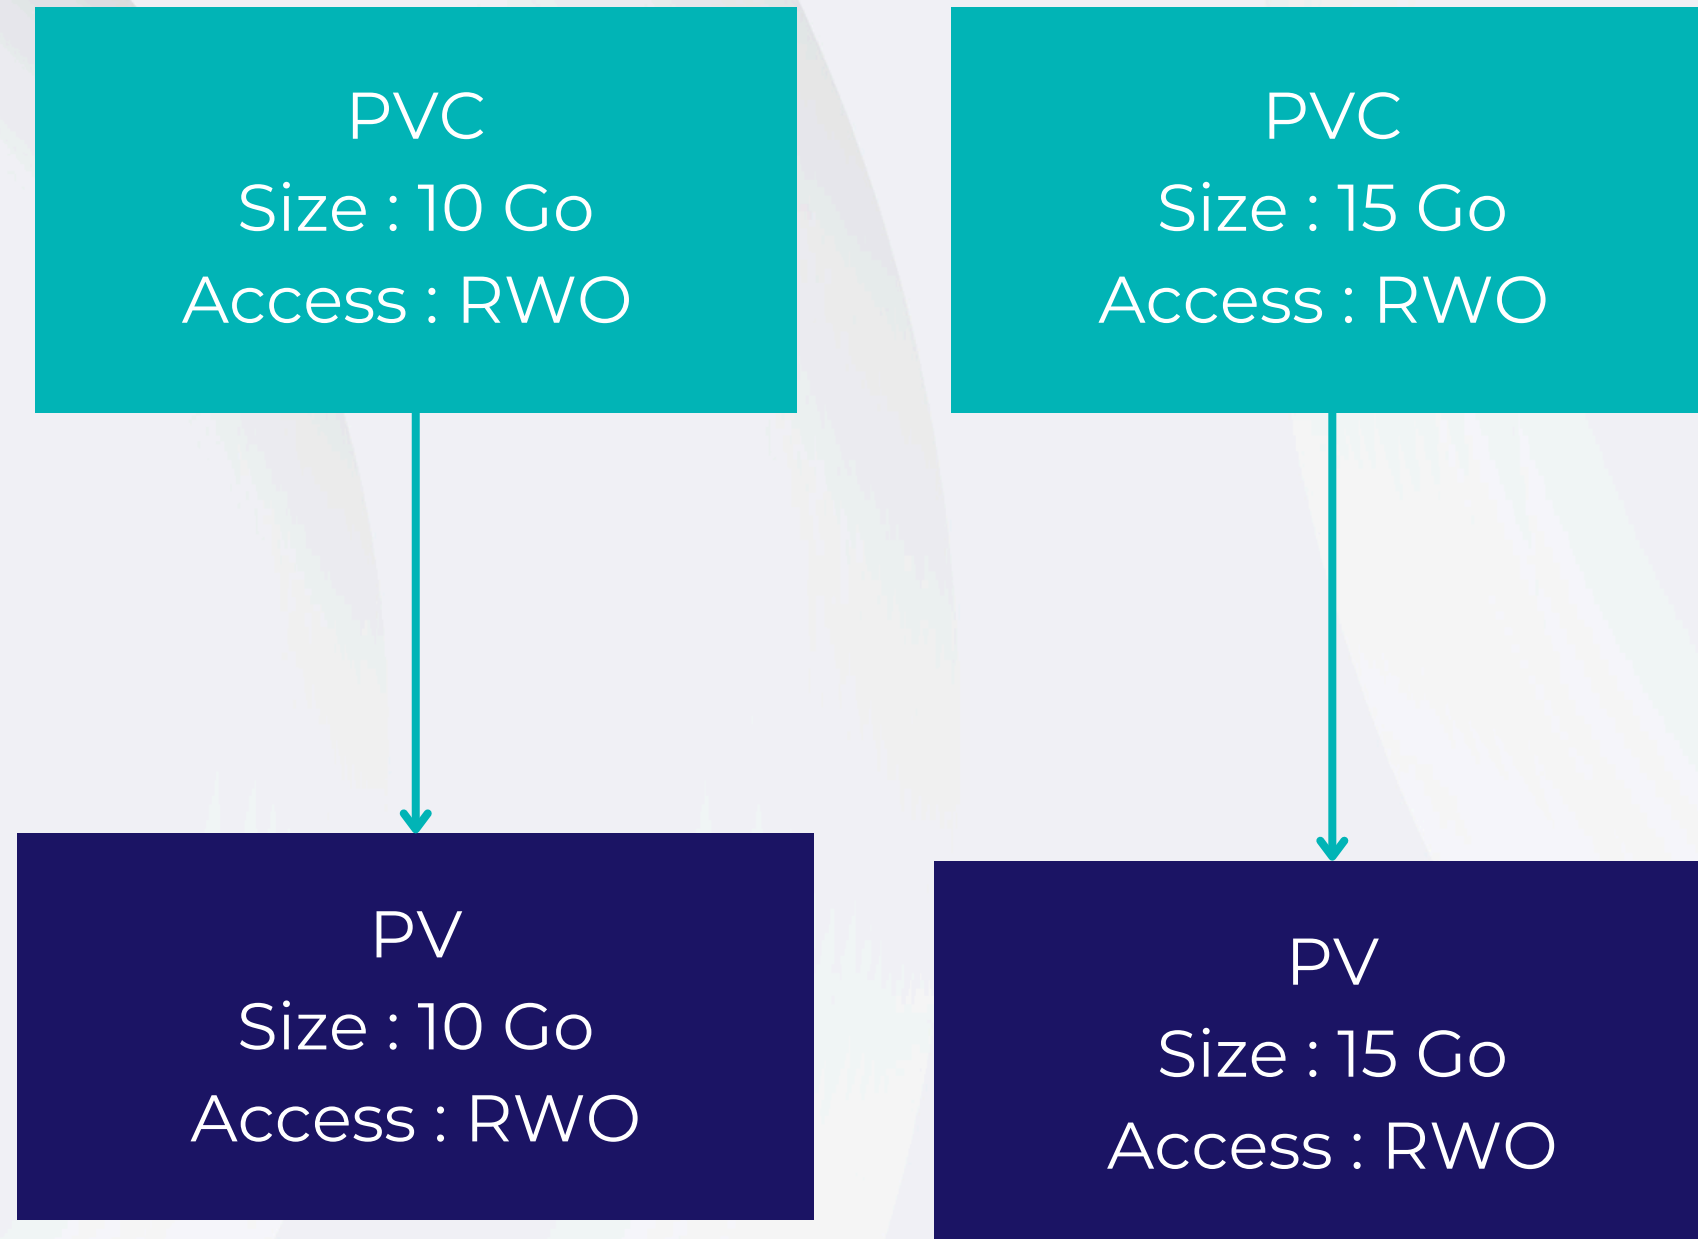 PVC
Size : 10 Go
Access : RWO
PVC
Size : 15 Go
Access : RWO
PV
Size : 10 Go
Access : RWO
PV
Size : 15 Go
Access : RWO